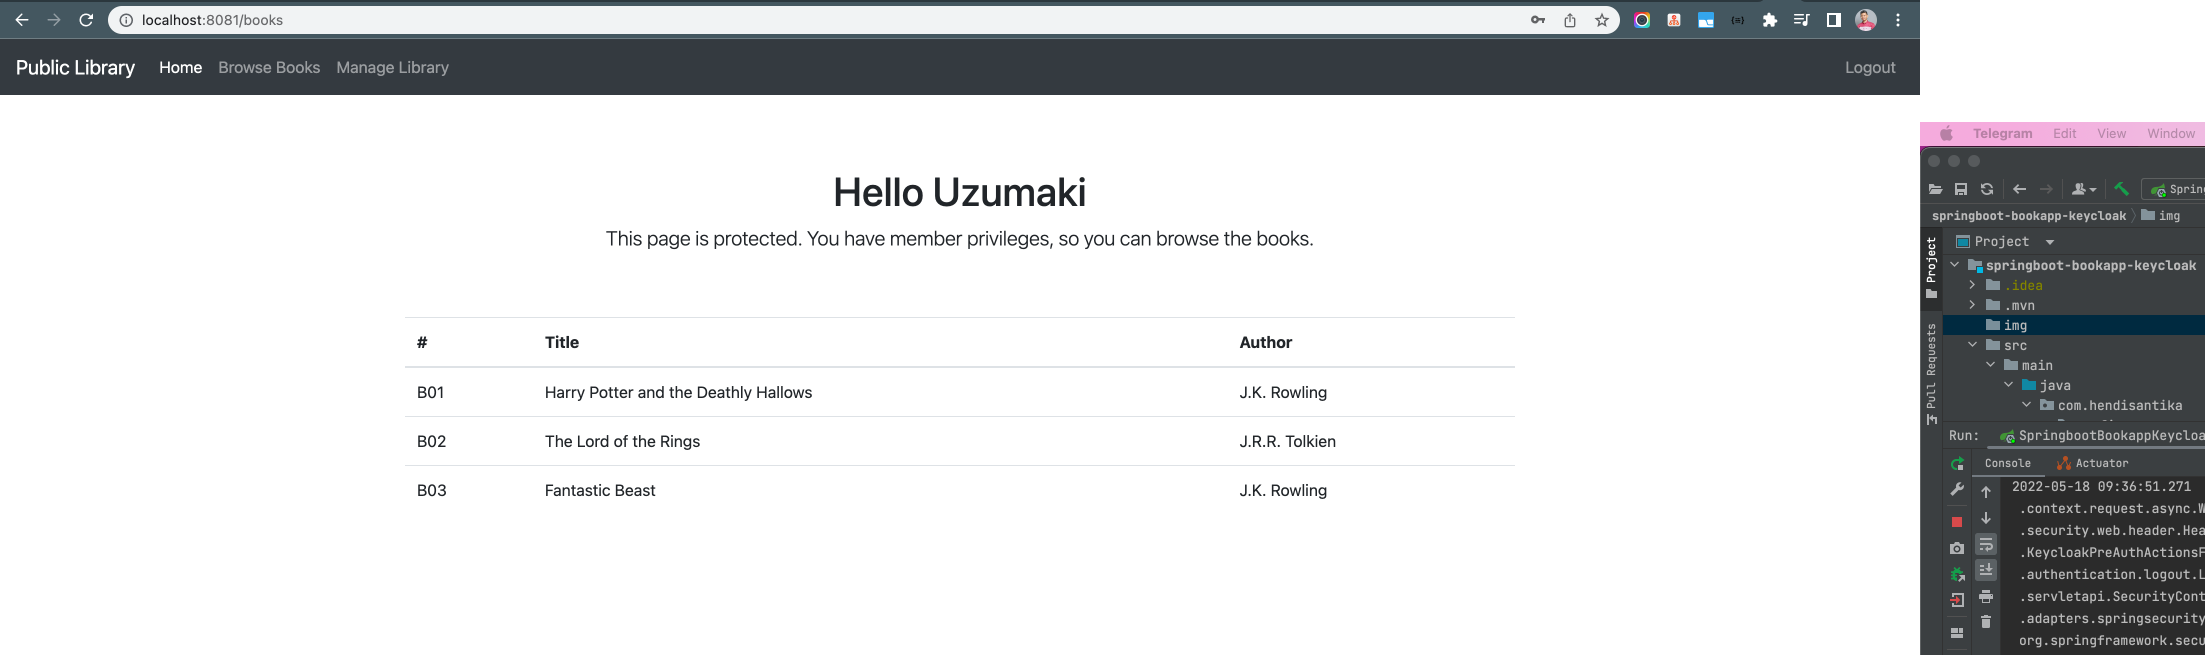 localhost:8081/books
Public Library Home Browse Books Manage Library Logout
Hello Uzumaki
This page is protected. You have member privileges, so you can browse the books.
# Title Author
B01 Harry Potter and the Deathly Hallows J.K. Rowling
B02 The Lord of the Rings J.R.R. Tolkien
B03 Fantastic Beast J.K. Rowling
Telegram Edit View Window
Spring
springboot-bookapp-keycloak img
Project
Project
Pull Requests
springboot-bookapp-keycloak
.idea
.mvn
img
src
main
java
com.hendisantika
Run: SpringbootBookappKeycloa
Console Actuator
2022-05-18 09:36:51.271
.context.request.async.W
.security.web.header.Hea
.KeycloakPreAuthActionsF
.authentication.logout.L
.servletapi.SecurityCont
.adapters.springsecurity
org.springframework.secu